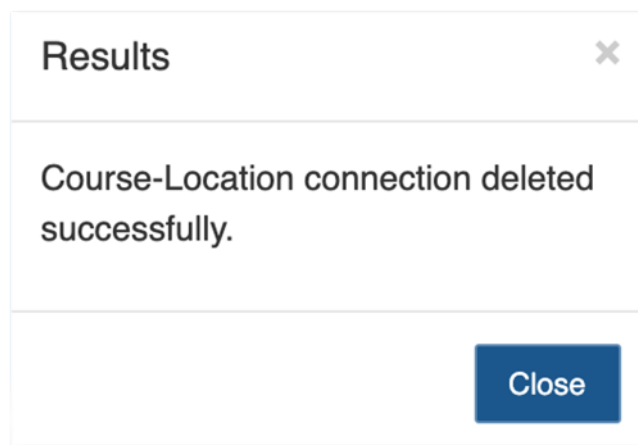 Results ×
Course-Location connection deleted
successfully.
Close